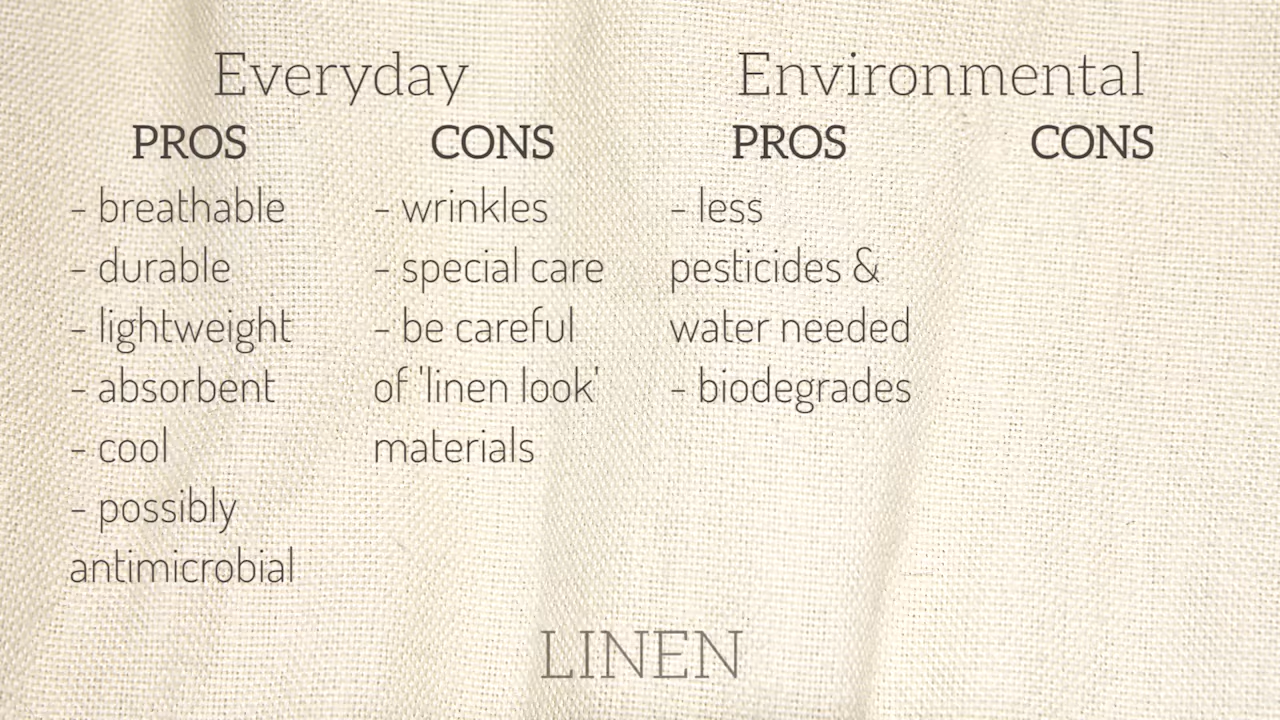 Everyday
PROS
- breathable
- durable
- lightweight
- absorbent
- cool
- possibly
antimicrobial
CONS
- wrinkles
- special care
- be careful
of 'linen look'
materials
Environmental
PROS
- less
pesticides &
water needed
- biodegrades
CONS
LINEN